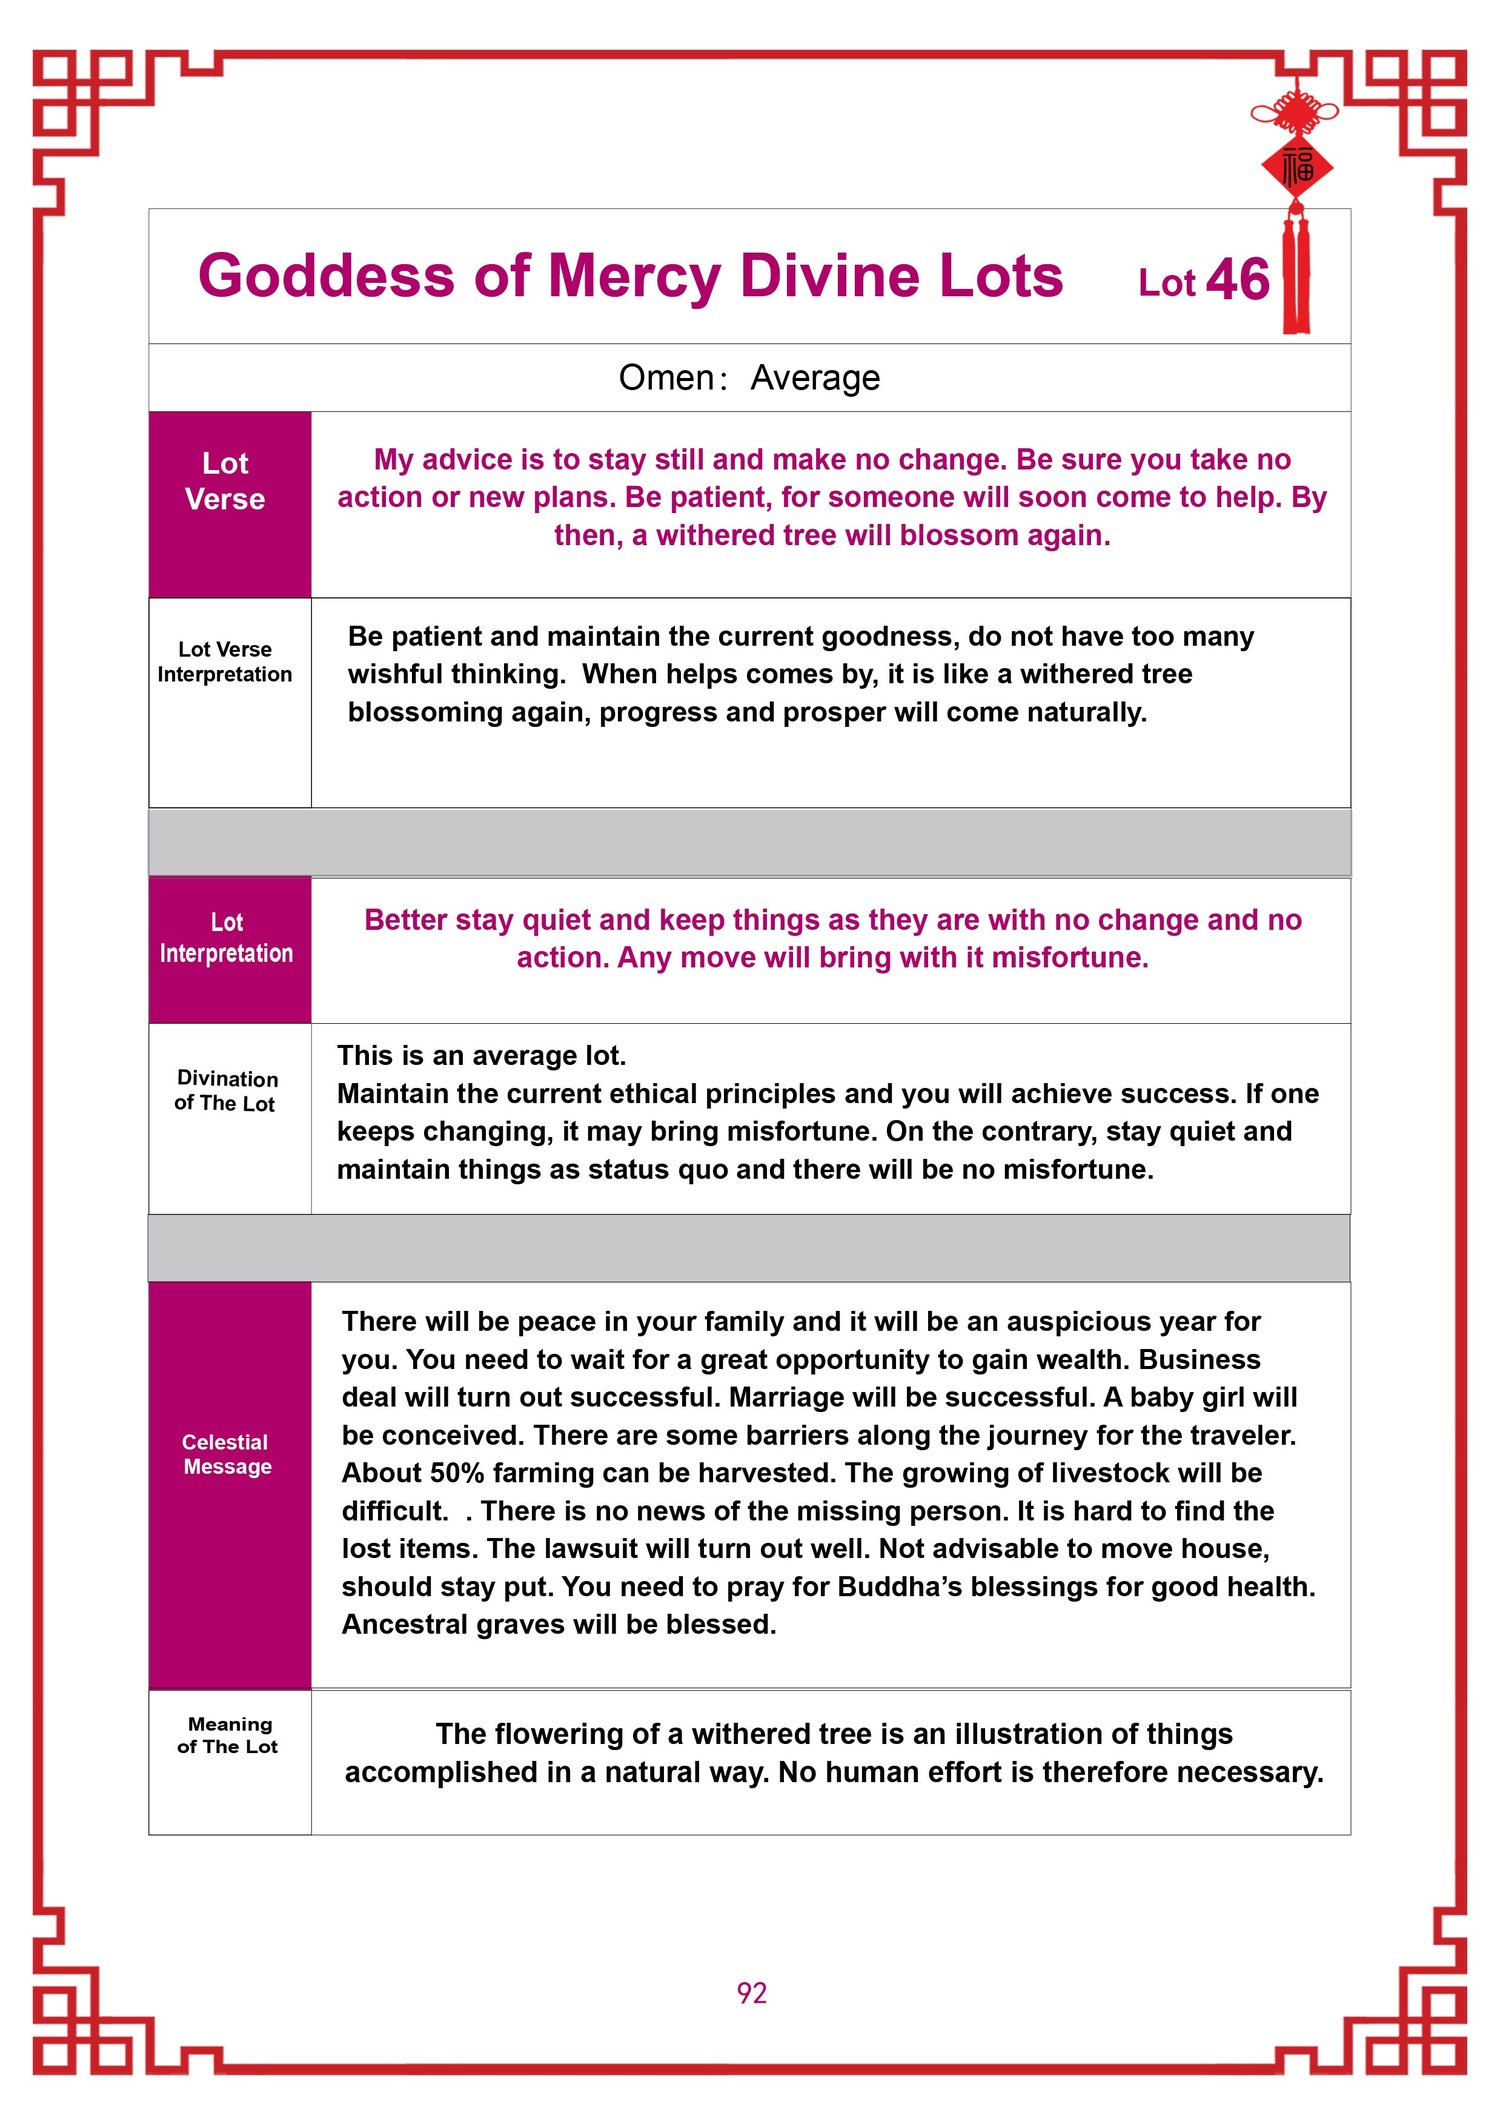 福
Goddess of Mercy Divine Lots Lot 46
Omen： Average
Lot
Verse
My advice is to stay still and make no change. Be sure you take no
action or new plans. Be patient, for someone will soon come to help. By
then, a withered tree will blossom again.
Lot Verse
Interpretation
Be patient and maintain the current goodness, do not have too many
wishful thinking.  When helps comes by, it is like a withered tree
blossoming again, progress and prosper will come naturally.
Lot
Interpretation
Better stay quiet and keep things as they are with no change and no
action. Any move will bring with it misfortune.
Divination
of The Lot
This is an average lot.
Maintain the current ethical principles and you will achieve success. If one
keeps changing, it may bring misfortune. On the contrary, stay quiet and
maintain things as status quo and there will be no misfortune.
Celestial
Message
There will be peace in your family and it will be an auspicious year for
you. You need to wait for a great opportunity to gain wealth. Business
deal will turn out successful. Marriage will be successful. A baby girl will
be conceived. There are some barriers along the journey for the traveler.
About 50% farming can be harvested. The growing of livestock will be
difficult.  . There is no news of the missing person. It is hard to find the
lost items. The lawsuit will turn out well. Not advisable to move house,
should stay put. You need to pray for Buddha’s blessings for good health.
Ancestral graves will be blessed.
Meaning
of The Lot
The flowering of a withered tree is an illustration of things
accomplished in a natural way. No human effort is therefore necessary.
92